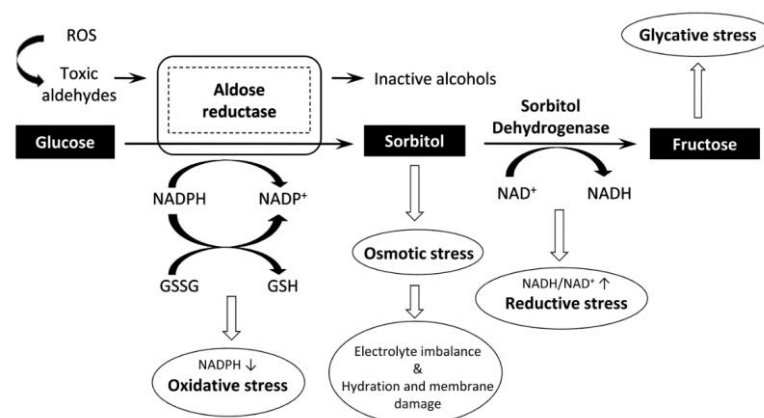 ROS
Toxic
aldehydes
Aldose
reductase
Inactive alcohols
Glycative stress
Glucose
Sorbitol
Sorbitol
Dehydrogenase
Fructose
NADPH
NADP⁺
NAD⁺
NADH
GSSG
GSH
Osmotic stress
NADH/NAD⁺ ↑
Reductive stress
NADPH ↓
Oxidative stress
Electrolyte imbalance
&
Hydration and membrane
damage